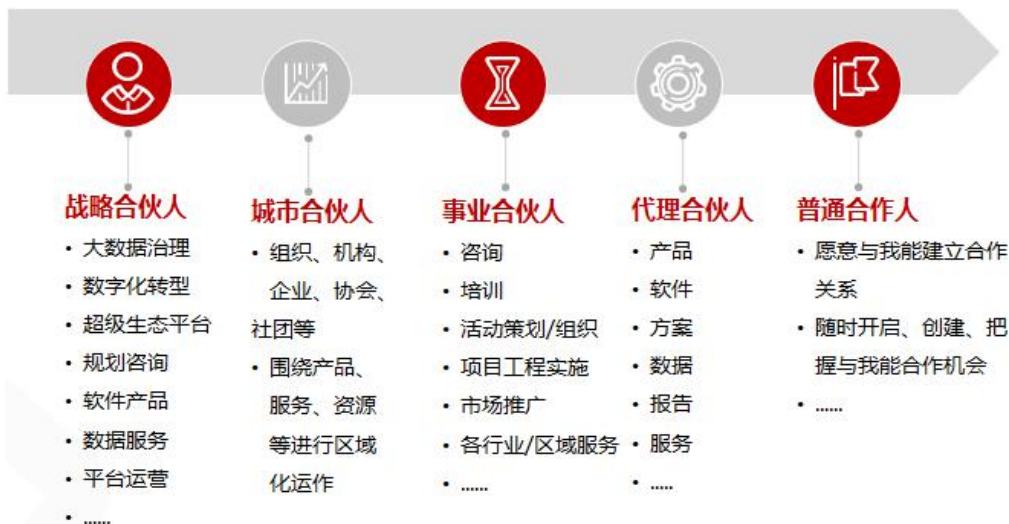 战略合伙人
• 大数据治理
• 数字化转型
• 超级生态平台
• 规划咨询
• 软件产品
• 数据服务
• 平台运营
• ......
城市合伙人
• 组织、机构、
企业、协会、
社团等
• 围绕产品、
服务、资源
等进行区域
化运作
事业合伙人
• 咨询
• 培训
• 活动策划/组织
• 项目工程实施
• 市场推广
• 各行业/区域服务
• ......
代理合伙人
• 产品
• 软件
• 方案
• 数据
• 报告
• 服务
• .....
普通合作人
• 愿意与我能建立合作
关系
• 随时开启、创建、把
握与我能合作机会
• ......